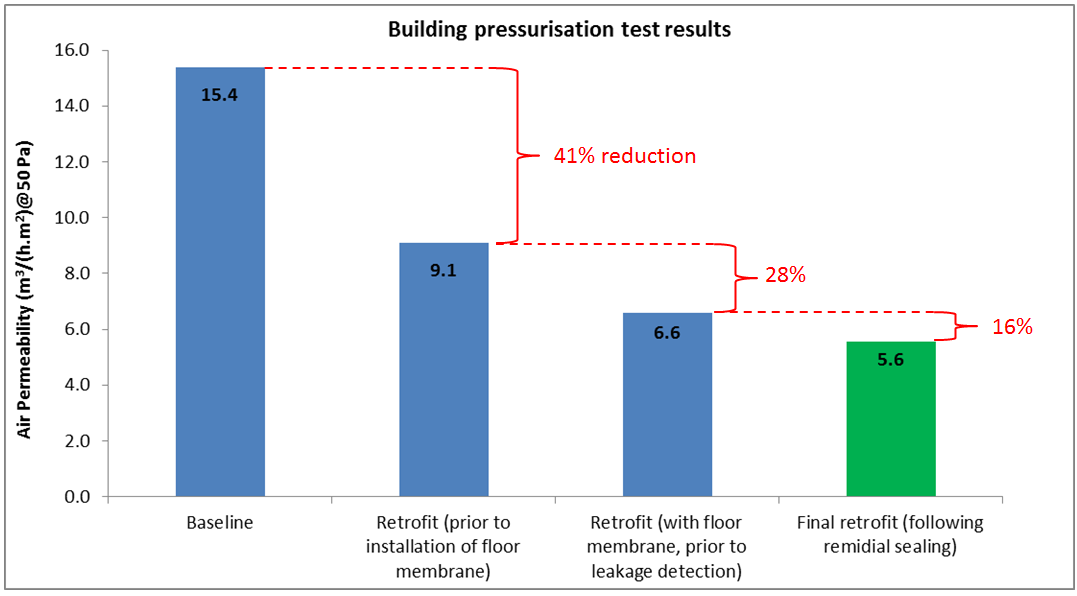 Building pressurisation test results
Air Permeability (m³/(h.m²)@50 Pa)
16.0
14.0
12.0
10.0
8.0
6.0
4.0
2.0
0.0
15.4
9.1
6.6
5.6
41% reduction
28%
16%
Baseline
Retrofit (prior to
installation of floor
membrane)
Retrofit (with floor
membrane, prior to
leakage detection)
Final retrofit (following
remidial sealing)